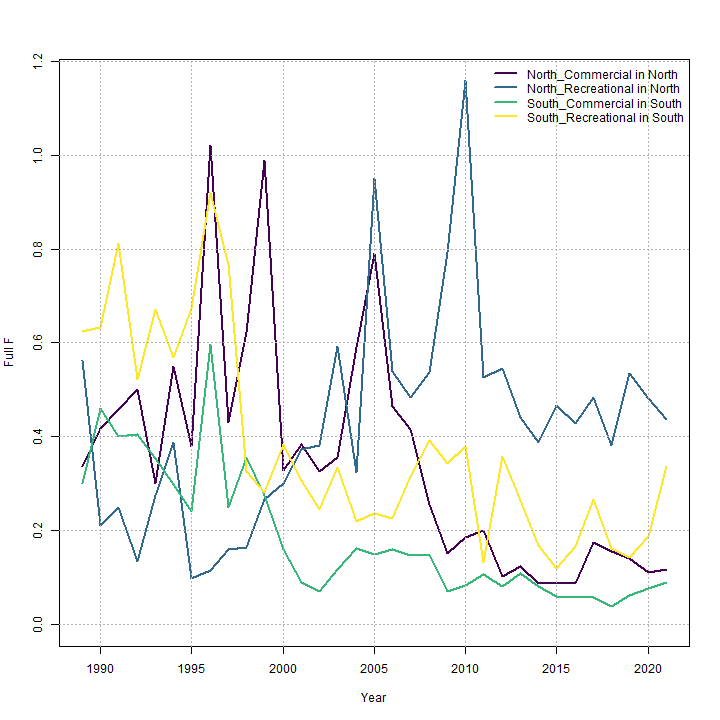 North_Commercial in North
North_Recreational in North
South_Commercial in South
South_Recreational in South
Full F
0.0
0.2
0.4
0.6
0.8
1.0
1.2
1990
1995
2000
2005
2010
2015
2020
Year